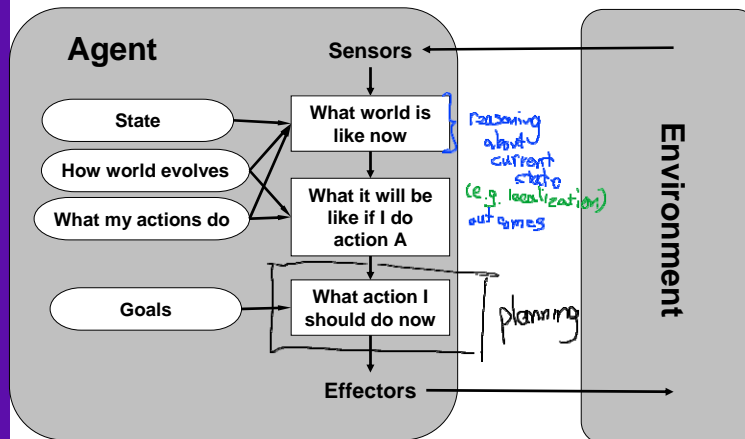 Agent
Sensors
State
What world is
like now
reasoning
about
current
state
(e.g. localization)
How world evolves
What it will be
like if I do
action A
outcomes
What my actions do
Goals
What action I
should do now
planning
Effectors
Environment